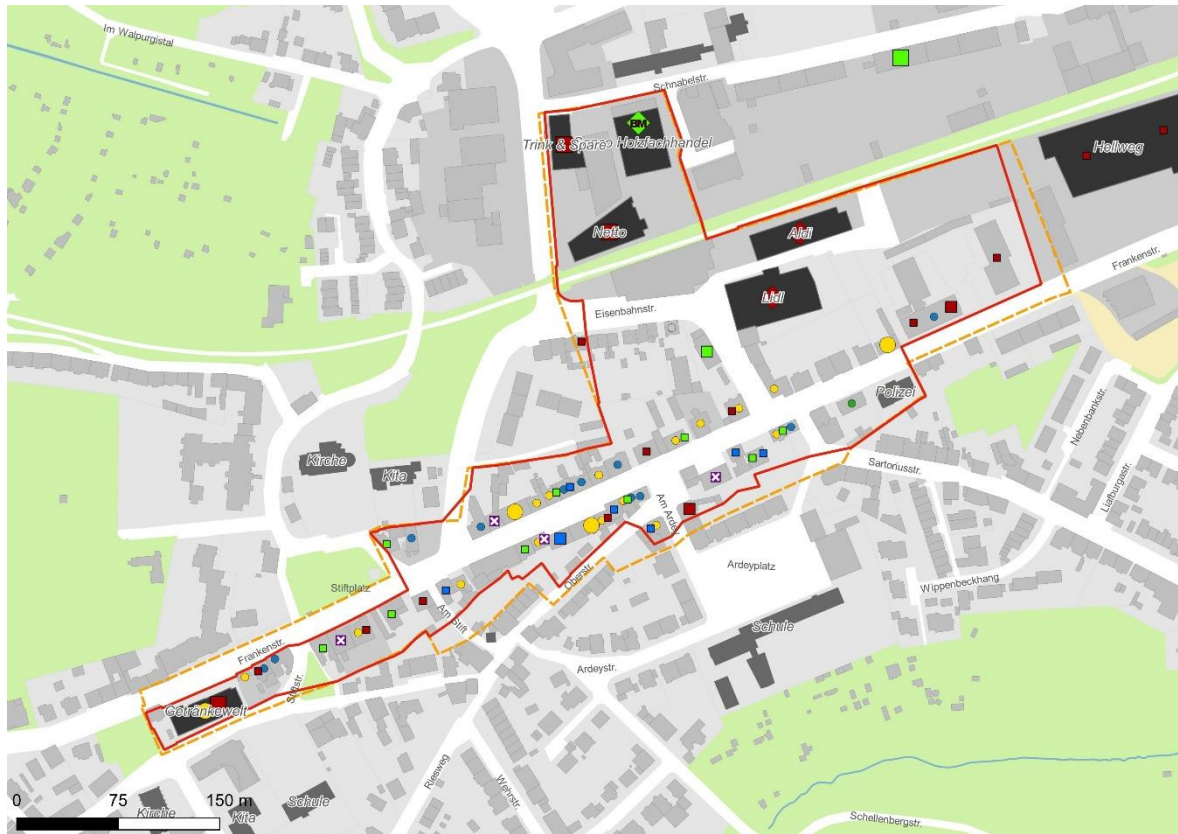 Im Walpurgistal
Schnabelstr.
BM
Trink & Spare
Holzfachhandel
Hellweg
Netto
Aldi
Frankenstr.
Eisenbahnstr.
Lidl
Polizei
Nebenbankstr.
Kirche
Kita
Sartoriusstr.
Liafburgastr.
Am Ardey
Ardeyplatz
Oberstr.
Wippenbeckhang
Stiftplatz
Am Stift
Schule
Frankenstr.
Ardeystr.
Stiftstr.
Getränkewelt
Riesweg
Wehrstr.
0 75 150 m
Schule
Kirche
Kita
Schellenbergstr.